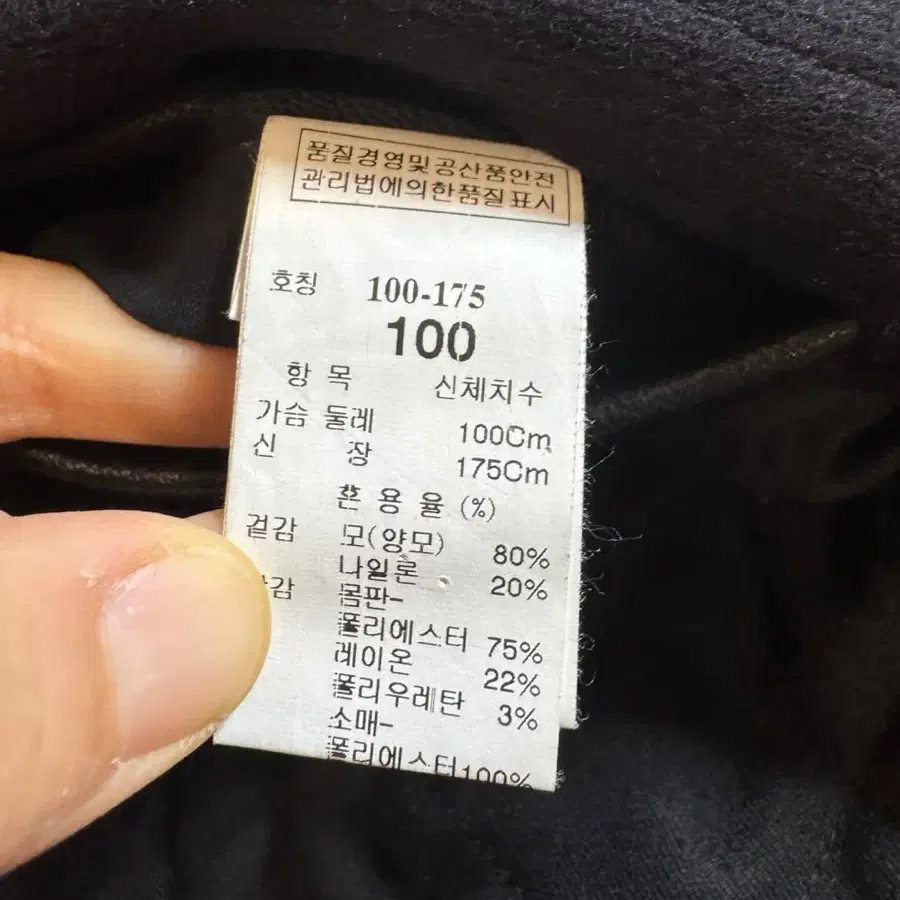 품질경영및공산품안전
관리법에의한품질표시
호칭 100-175
100
항 목 신체치수
가슴 둘레 100Cm
신 장 175Cm
혼 용 율 (%)
겉감 모(양모) 80%
나일론 20%
몸판-
폴리에스터 75%
레이온 22%
폴리우레탄 3%
소매-
폴리에스터100%